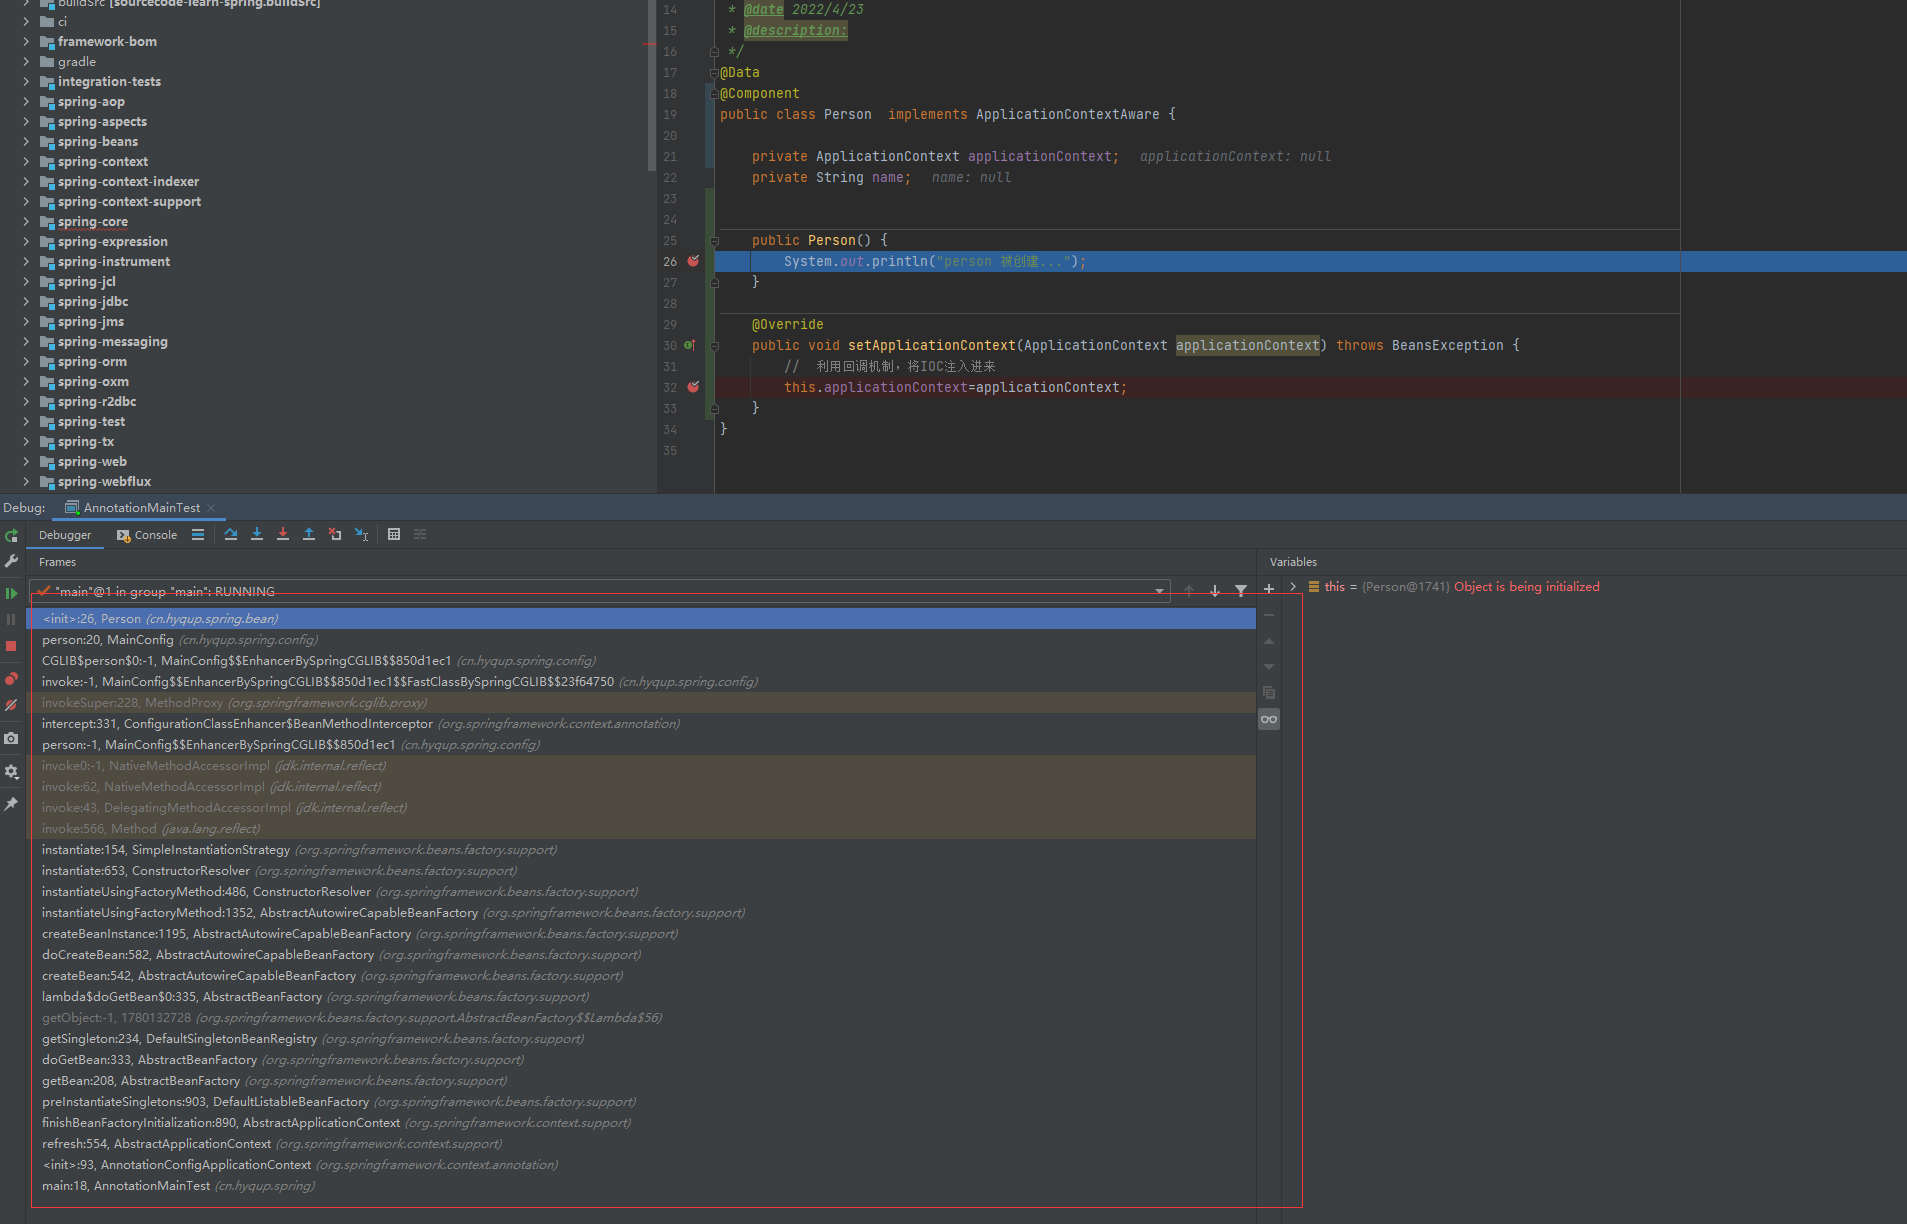 buildSrc [sourcecode-learn-spring.buildSrc]
ci
framework-bom
gradle
integration-tests
spring-aop
spring-aspects
spring-beans
spring-context
spring-context-indexer
spring-context-support
spring-core
spring-expression
spring-instrument
spring-jcl
spring-jdbc
spring-jms
spring-messaging
spring-orm
spring-oxm
spring-r2dbc
spring-test
spring-tx
spring-web
spring-webflux
14 * @date 2022/4/23
15 * @description:
16 */
17 @Data
18 @Component
19 public class Person  implements ApplicationContextAware {
20
21 private ApplicationContext applicationContext;   applicationContext: null
22 private String name;   name: null
23
24
25 public Person() {
26 System.out.println("person 被创建...");
27 }
28
29 @Override
30 public void setApplicationContext(ApplicationContext applicationContext) throws BeansException {
31 //  利用回调机制，将IOC注入进来
32 this.applicationContext=applicationContext;
33 }
34 }
35
Debug: AnnotationMainTest
Debugger Console
Frames
"main"@1 in group "main": RUNNING
<init>:26, Person (cn.hyqup.spring.bean)
person:20, MainConfig (cn.hyqup.spring.config)
CGLIB$person$0:-1, MainConfig$$EnhancerBySpringCGLIB$$850d1ec1 (cn.hyqup.spring.config)
invoke:-1, MainConfig$$EnhancerBySpringCGLIB$$850d1ec1$$FastClassBySpringCGLIB$$23f64750 (cn.hyqup.spring.config)
invokeSuper:228, MethodProxy (org.springframework.cglib.proxy)
intercept:331, ConfigurationClassEnhancer$BeanMethodInterceptor (org.springframework.context.annotation)
person:-1, MainConfig$$EnhancerBySpringCGLIB$$850d1ec1 (cn.hyqup.spring.config)
invoke0:-1, NativeMethodAccessorImpl (jdk.internal.reflect)
invoke:62, NativeMethodAccessorImpl (jdk.internal.reflect)
invoke:43, DelegatingMethodAccessorImpl (jdk.internal.reflect)
invoke:566, Method (java.lang.reflect)
instantiate:154, SimpleInstantiationStrategy (org.springframework.beans.factory.support)
instantiate:653, ConstructorResolver (org.springframework.beans.factory.support)
instantiateUsingFactoryMethod:486, ConstructorResolver (org.springframework.beans.factory.support)
instantiateUsingFactoryMethod:1352, AbstractAutowireCapableBeanFactory (org.springframework.beans.factory.support)
createBeanInstance:1195, AbstractAutowireCapableBeanFactory (org.springframework.beans.factory.support)
doCreateBean:582, AbstractAutowireCapableBeanFactory (org.springframework.beans.factory.support)
createBean:542, AbstractAutowireCapableBeanFactory (org.springframework.beans.factory.support)
lambda$doGetBean$0:335, AbstractBeanFactory (org.springframework.beans.factory.support)
getObject:-1, 1780132728 (org.springframework.beans.factory.support.AbstractBeanFactory$$Lambda$56)
getSingleton:234, DefaultSingletonBeanRegistry (org.springframework.beans.factory.support)
doGetBean:333, AbstractBeanFactory (org.springframework.beans.factory.support)
getBean:208, AbstractBeanFactory (org.springframework.beans.factory.support)
preInstantiateSingletons:903, DefaultListableBeanFactory (org.springframework.beans.factory.support)
finishBeanFactoryInitialization:890, AbstractApplicationContext (org.springframework.context.support)
refresh:554, AbstractApplicationContext (org.springframework.context.support)
<init>:93, AnnotationConfigApplicationContext (org.springframework.context.annotation)
main:18, AnnotationMainTest (cn.hyqup.spring)
Variables
this = {Person@1741} Object is being initialized